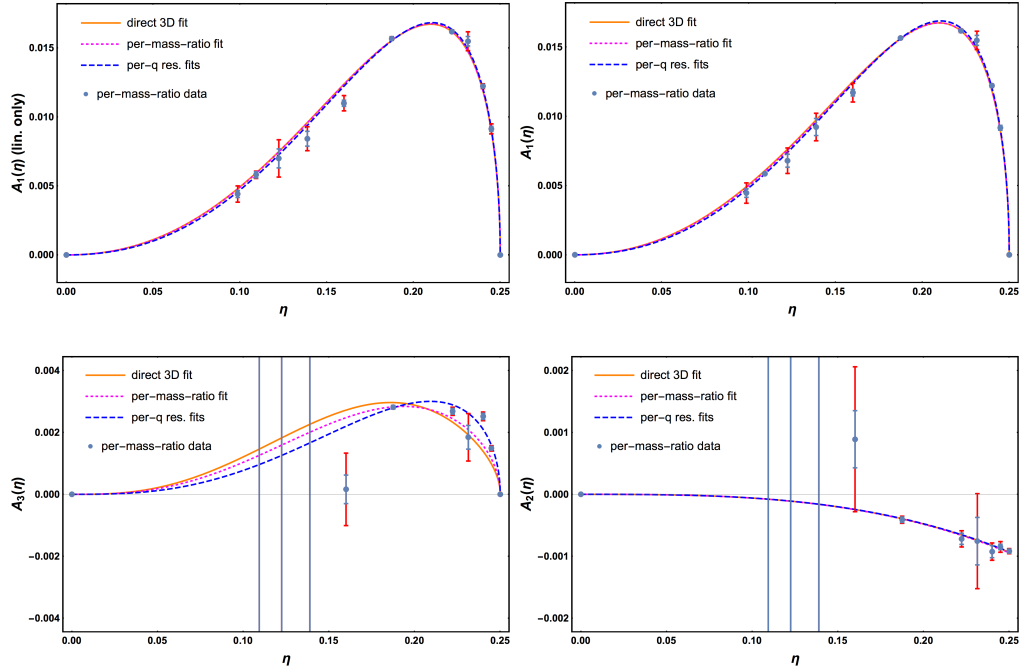 direct 3D fit
per-mass-ratio fit
per-q res. fits
per-mass-ratio data
0.015
0.010
0.005
0.000
A₁(η) (lin. only)
0.00 0.05 0.10 0.15 0.20 0.25
η
direct 3D fit
per-mass-ratio fit
per-q res. fits
per-mass-ratio data
0.015
0.010
0.005
0.000
A₁(η)
0.00 0.05 0.10 0.15 0.20 0.25
η
direct 3D fit
per-mass-ratio fit
per-q res. fits
per-mass-ratio data
0.004
0.002
0.000
-0.002
-0.004
A₃(η)
0.00 0.05 0.10 0.15 0.20 0.25
η
direct 3D fit
per-mass-ratio fit
per-q res. fits
per-mass-ratio data
0.002
0.001
0.000
-0.001
-0.002
A₂(η)
0.00 0.05 0.10 0.15 0.20 0.25
η